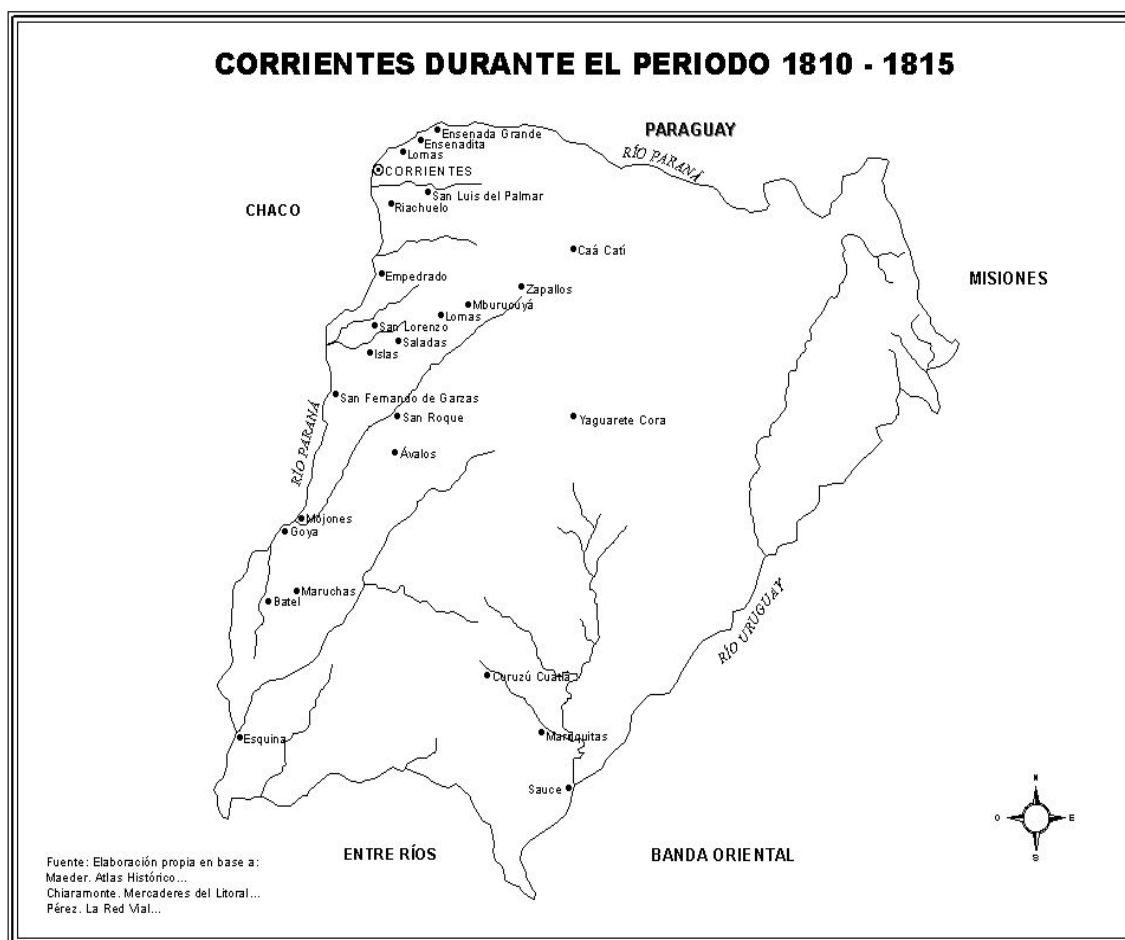 CORRIENTES DURANTE EL PERIODO 1810 - 1815
PARAGUAY
Ensenada Grande
Ensenadita
Lomas
RÍO PARANÁ
CORRIENTES
San Luis del Palmar
Riachuelo
CHACO
Caá Catí
MISIONES
Empedrado
Zapallos
Mburucuyá
Lomas
San Lorenzo
Saladas
Islas
San Fernando de Garzas
San Roque
Yaguarete Cora
RÍO PARANÁ
Ávalos
Mojones
Goya
Maruchas
Batel
RÍO URUGUAY
Curuzú Cuatiá
Esquina
Mariquitas
Sauce
N
O
E
S
ENTRE RÍOS
BANDA ORIENTAL
Fuente: Elaboración propia en base a:
Maeder. Atlas Histórico...
Chiaramonte. Mercaderes del Litoral...
Pérez. La Red Vial...